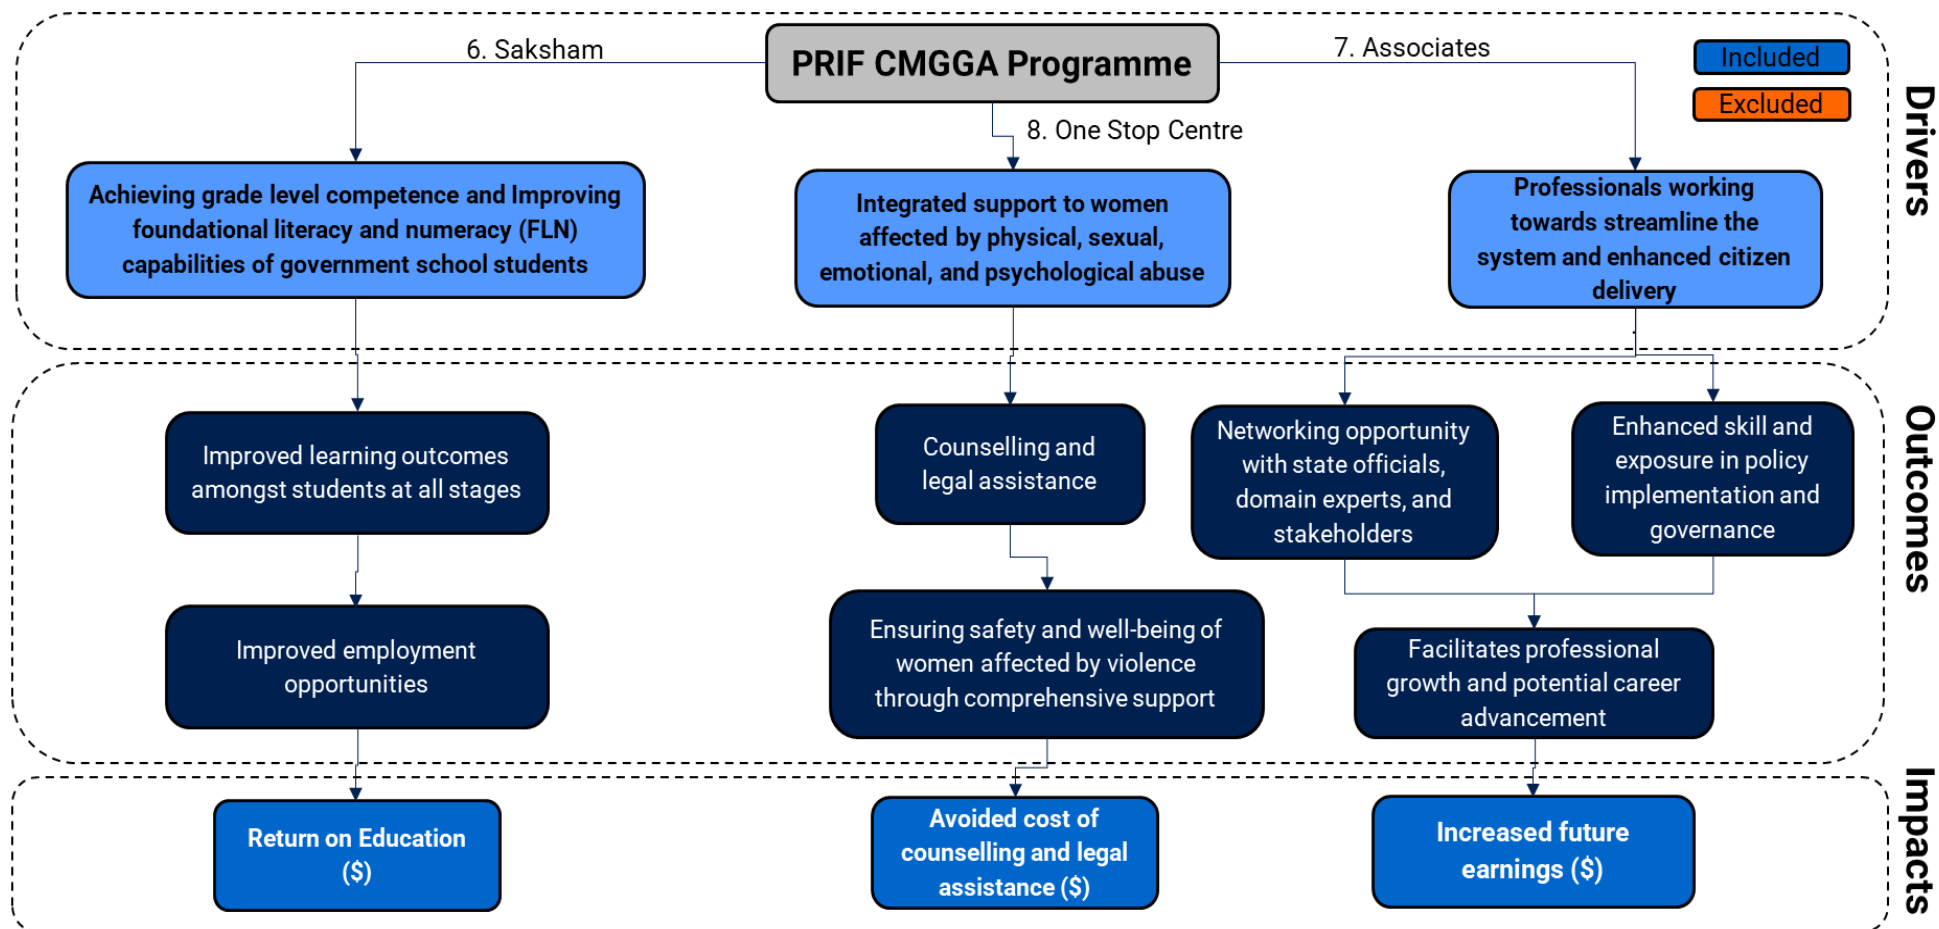 6. Saksham
PRIF CMGGA Programme
7. Associates
Included
Excluded
8. One Stop Centre
Drivers
Achieving grade level competence and Improving
foundational literacy and numeracy (FLN)
capabilities of government school students
Integrated support to women
affected by physical, sexual,
emotional, and psychological abuse
Professionals working
towards streamline the
system and enhanced citizen
delivery
Outcomes
Improved learning outcomes
amongst students at all stages
Counselling and
legal assistance
Networking opportunity
with state officials,
domain experts, and
stakeholders
Enhanced skill and
exposure in policy
implementation and
governance
Improved employment
opportunities
Ensuring safety and well-being of
women affected by violence
through comprehensive support
Facilitates professional
growth and potential career
advancement
Impacts
Return on Education
($)
Avoided cost of
counselling and legal
assistance ($)
Increased future
earnings ($)